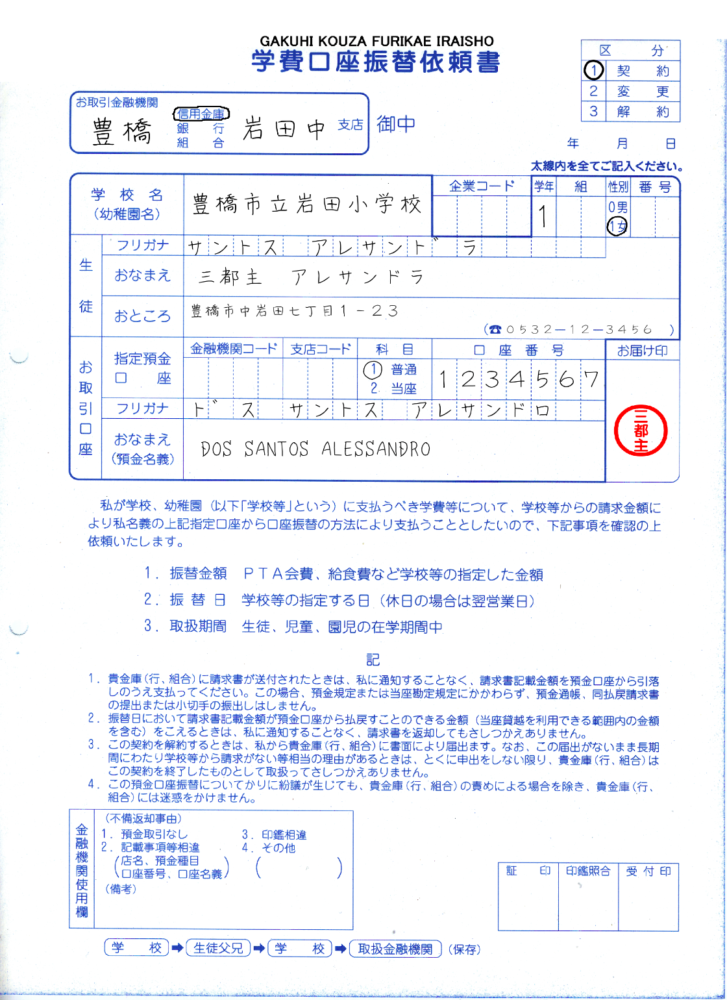 GAKUHI KOUZA FURIKAE IRAISHO
学費口座振替依頼書
区 分
1 契 約
2 変 更
3 解 約
お取引金融機関
豊橋 信用金庫 岩田中 支店 御中
銀 行
組 合
年 月 日
太線内を全てご記入ください。
学 校 名
(幼稚園名)
豊橋市立岩田小学校
企業コード
学年 組 性別 番 号
1
0男
1女
生徒
フリガナ サントス アレサンドラ
おなまえ 三都主 アレサンドラ
おところ 豊橋市中岩田七丁目1-23
(☎0532-12-3456)
お取引口座
指定預金
口 座
金融機関コード 支店コード 科 目 口 座 番 号 お届け印
1 普通
2. 当座
1234567
フリガナ ドス サントス アレサンドロ
おなまえ
(預金名義)
DOS SANTOS ALESSANDRO
三都主
私が学校、幼稚園(以下「学校等」という)に支払うべき学費等について、学校等からの請求金額に
より私名義の上記指定口座から口座振替の方法により支払うこととしたいので、下記事項を確認の上
依頼いたします。
1. 振替金額 PTA会費、給食費など学校等の指定した金額
2. 振 替 日 学校等の指定する日(休日の場合は翌営業日)
3. 取扱期間 生徒、児童、園児の在学期間中
記
1. 貴金庫(行、組合)に請求書が送付されたときは、私に通知することなく、請求書記載金額を預金口座から引落
しのうえ支払ってください。この場合、預金規定または当座勘定規定にかかわらず、預金通帳、同払戻請求書
の提出または小切手の振出しはしません。
2. 振替日において請求書記載金額が預金口座から払戻すことのできる金額(当座貸越を利用できる範囲内の金額
を含む)をこえるときは、私に通知することなく、請求書を返却してもさしつかえありません。
3. この契約を解約するときは、私から貴金庫(行、組合)に書面により届出ます。なお、この届出がないまま長期
間にわたり学校等から請求がない等相当の理由があるときは、とくに申出をしない限り、貴金庫(行、組合)は
この契約を終了したものとして取扱ってさしつかえありません。
4. この預金口座振替についてかりに紛議が生じても、貴金庫(行、組合)の責めによる場合を除き、貴金庫(行、
組合)には迷惑をかけません。
金融機関使用欄
(不備返却事由)
1. 預金取引なし 3. 印鑑相違
2. 記載事項等相違 4. その他
(店名、預金種目
口座番号、口座名義) ( )
(備考)
証 印 印鑑照合 受 付 印
学 校 ➡ 生徒父兄 ➡ 学 校 ➡ 取扱金融機関 (保存)